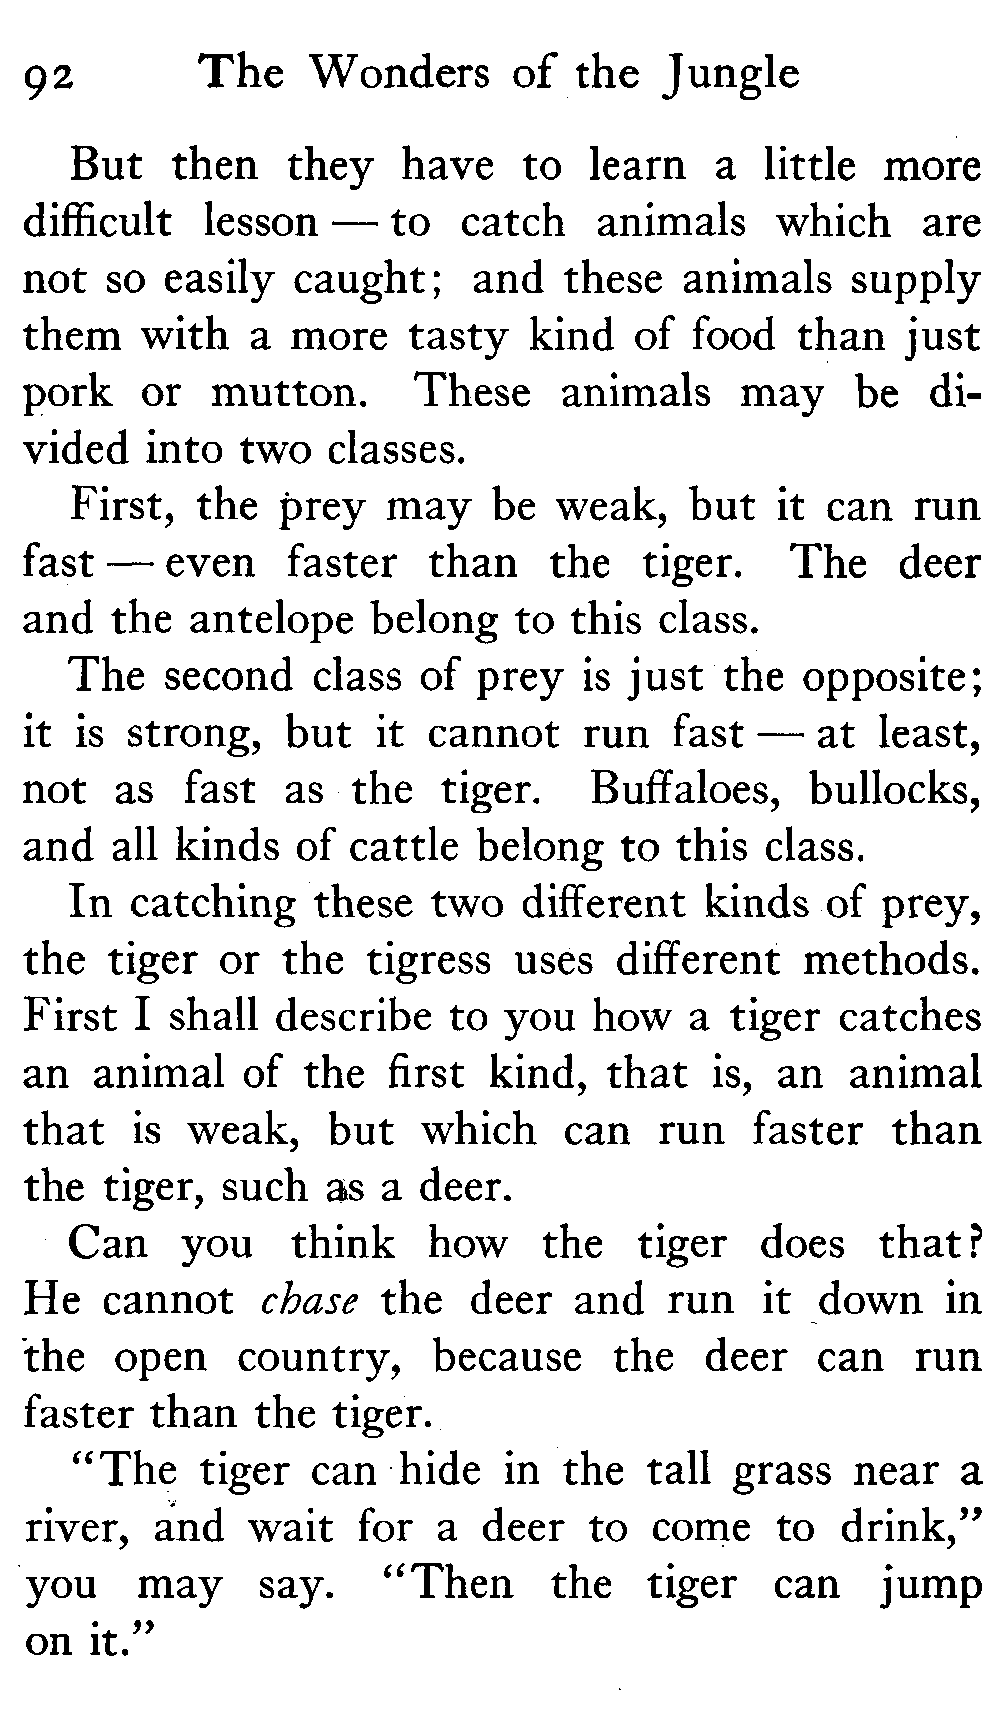 92 The Wonders of the Jungle
But then they have to learn a little more
difficult lesson — to catch animals which are
not so easily caught; and these animals supply
them with a more tasty kind of food than just
pork or mutton. These animals may be di-
vided into two classes.
First, the prey may be weak, but it can run
fast — even faster than the tiger. The deer
and the antelope belong to this class.
The second class of prey is just the opposite;
it is strong, but it cannot run fast — at least,
not as fast as the tiger. Buffaloes, bullocks,
and all kinds of cattle belong to this class.
In catching these two different kinds of prey,
the tiger or the tigress uses different methods.
First I shall describe to you how a tiger catches
an animal of the first kind, that is, an animal
that is weak, but which can run faster than
the tiger, such as a deer.
Can you think how the tiger does that?
He cannot chase the deer and run it down in
the open country, because the deer can run
faster than the tiger.
“The tiger can hide in the tall grass near a
river, and wait for a deer to come to drink,”
you may say. “Then the tiger can jump
on it.”